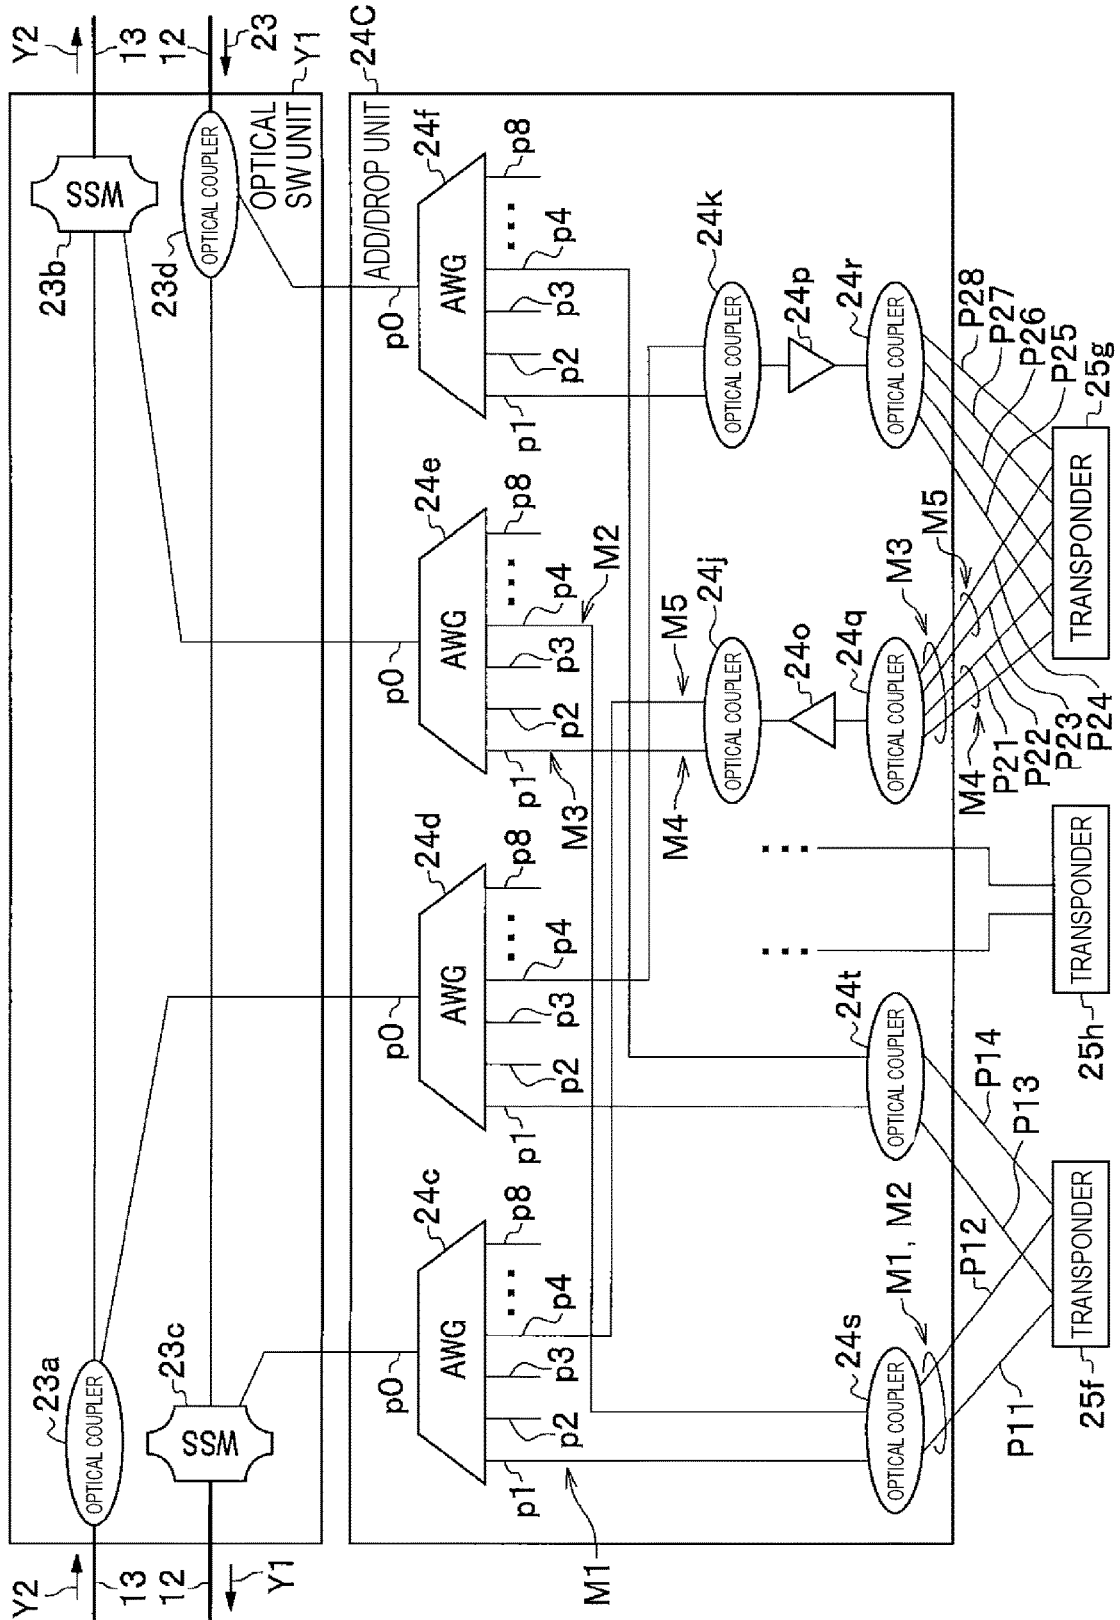 Y2
13
12
Y1
OPTICAL COUPLER
23a
WSS
23c
WSS
23b
OPTICAL COUPLER
23d
OPTICAL
SW UNIT
Y2
13
12
23
Y1
24C
ADD/DROP UNIT
p0
AWG
24c
p1
p2
p3
p4
p8
p0
AWG
24d
p1
p2
p3
p4
p8
p0
AWG
24e
p1
p2
p3
p4
p8
p0
AWG
24f
p1
p2
p3
p4
p8
M1
M3
M2
M4
M5
OPTICAL COUPLER
24j
OPTICAL COUPLER
24k
24o
24p
OPTICAL COUPLER
24s
OPTICAL COUPLER
24t
OPTICAL COUPLER
24q
OPTICAL COUPLER
24r
M1, M2
P11
P12
P13
P14
M3
M4
M5
P21
P22
P23
P24
P25
P26
P27
P28
TRANSPONDER
25f
TRANSPONDER
25h
TRANSPONDER
25g